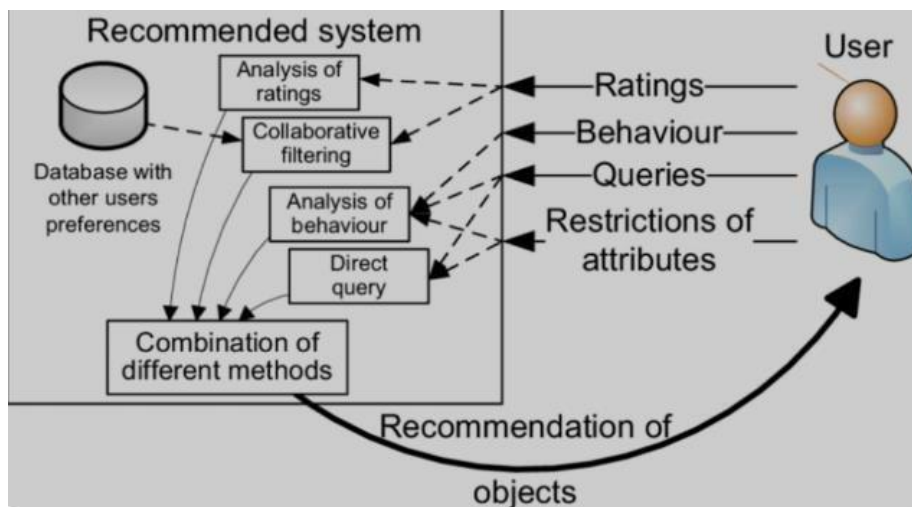 Recommended system
User
Analysis of
ratings
Ratings
Collaborative
filtering
Behaviour
Database with
other users
preferences
Queries
Analysis of
behaviour
Restrictions of
attributes
Direct
query
Combination of
different methods
Recommendation of
objects